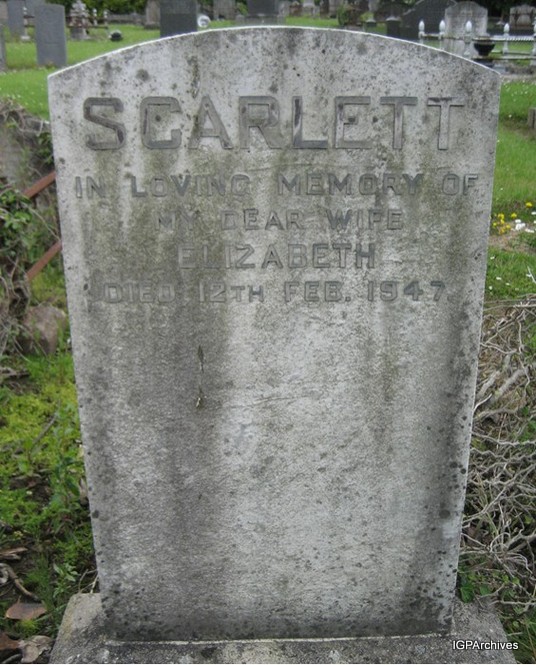 SCARLETT
IN LOVING MEMORY OF
MY DEAR WIFE
ELIZABETH
DIED 12TH FEB. 1947.
IGPArchives